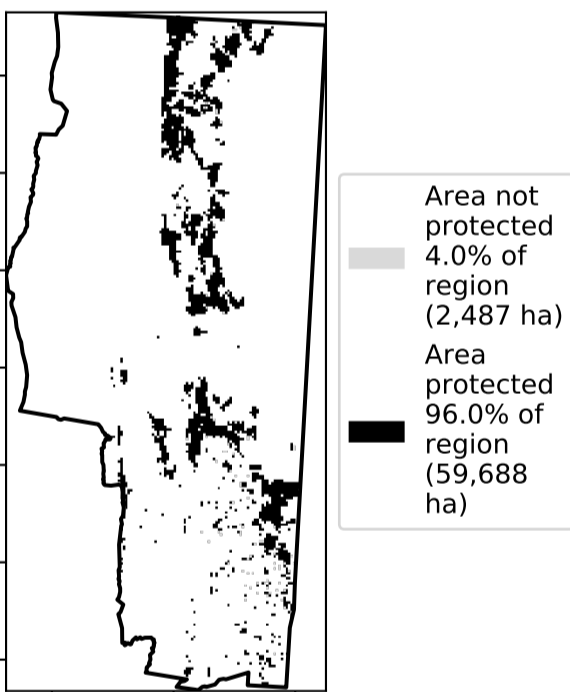 Area not
protected
4.0% of
region
(2,487 ha)
Area
protected
96.0% of
region
(59,688
ha)